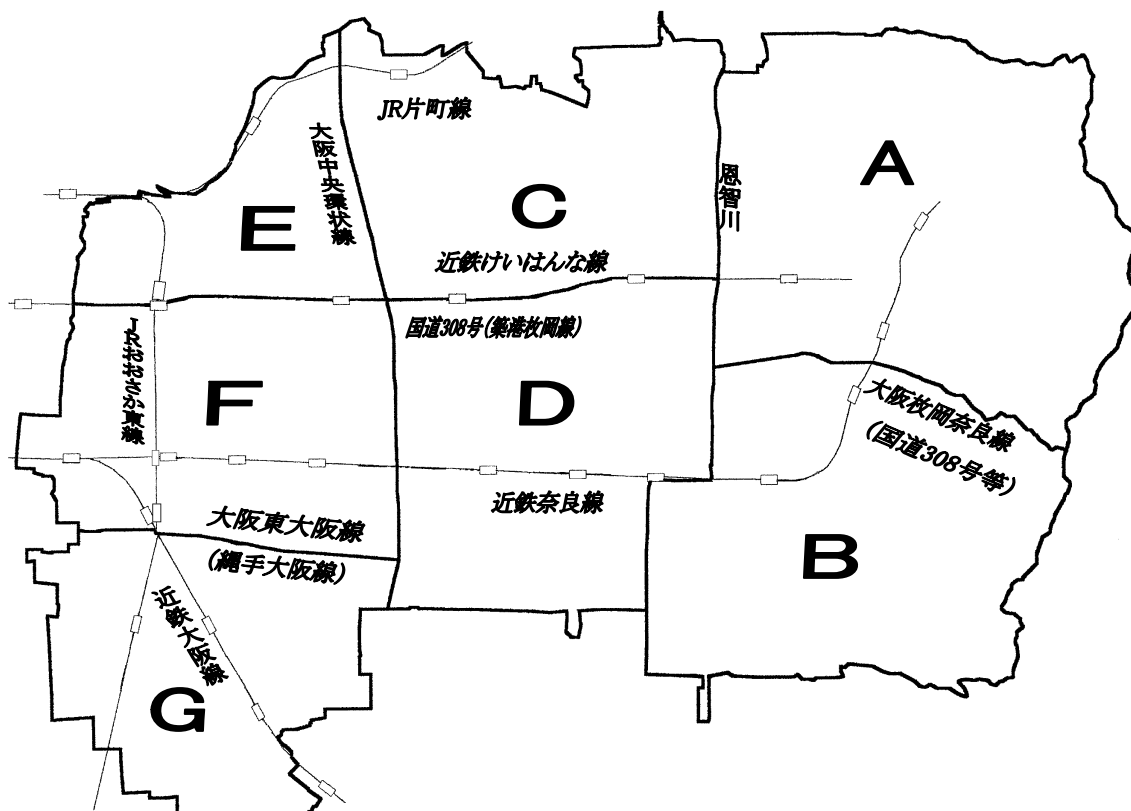 JR片町線
大阪中央環状線
恩智川
A
C
E
近鉄けいはんな線
国道308号(築港枚岡線)
JRおおさか東線
F
D
大阪枚岡奈良線
(国道308号等)
近鉄奈良線
大阪東大阪線
(縄手大阪線)
B
近鉄大阪線
G